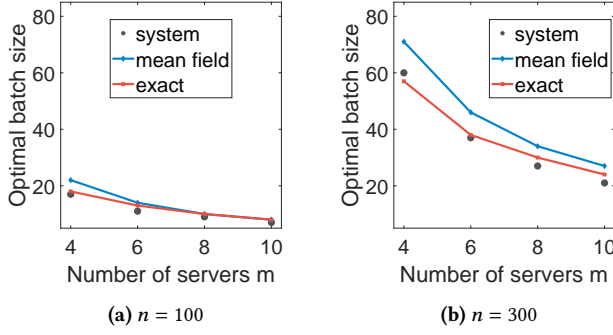 80
60
40
20
4
6
8
10
Optimal batch size
Number of servers m
system
mean field
exact
(a) n = 100
80
60
40
20
4
6
8
10
Optimal batch size
Number of servers m
system
mean field
exact
(b) n = 300